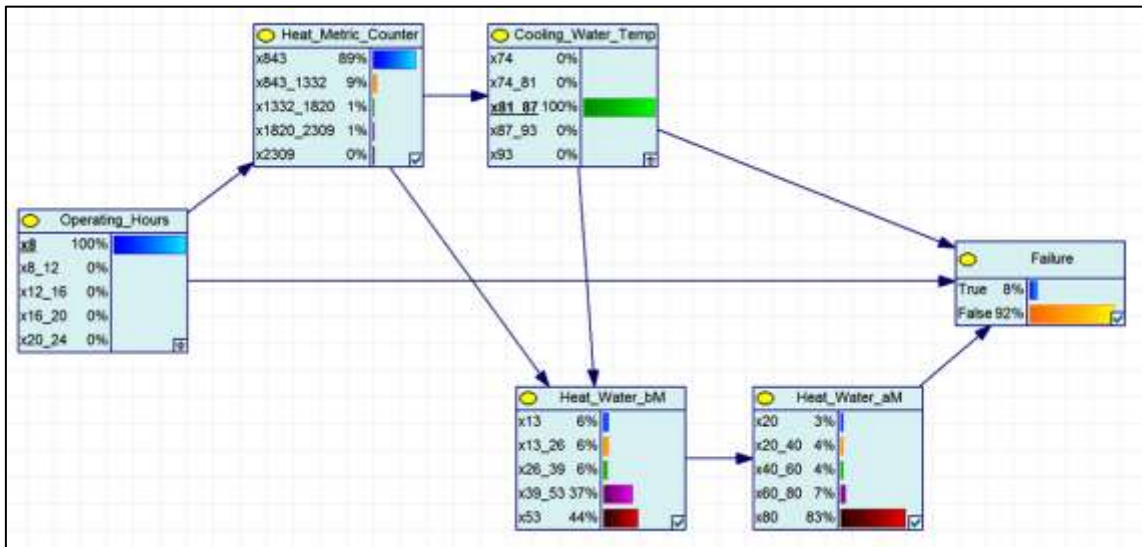 Heat_Metric_Counter
x843 89%
x843_1332 9%
x1332_1820 1%
x1820_2309 1%
x2309 0%
Cooling_Water_Temp
x74 0%
x74_81 0%
x81_87 100%
x87_93 0%
x93 0%
Operating_Hours
x8 100%
x8_12 0%
x12_16 0%
x16_20 0%
x20_24 0%
Failure
True 8%
False 92%
Heat_Water_bM
x13 6%
x13_26 6%
x26_39 6%
x39_53 37%
x53 44%
Heat_Water_aM
x20 3%
x20_40 4%
x40_60 4%
x60_80 7%
x80 83%